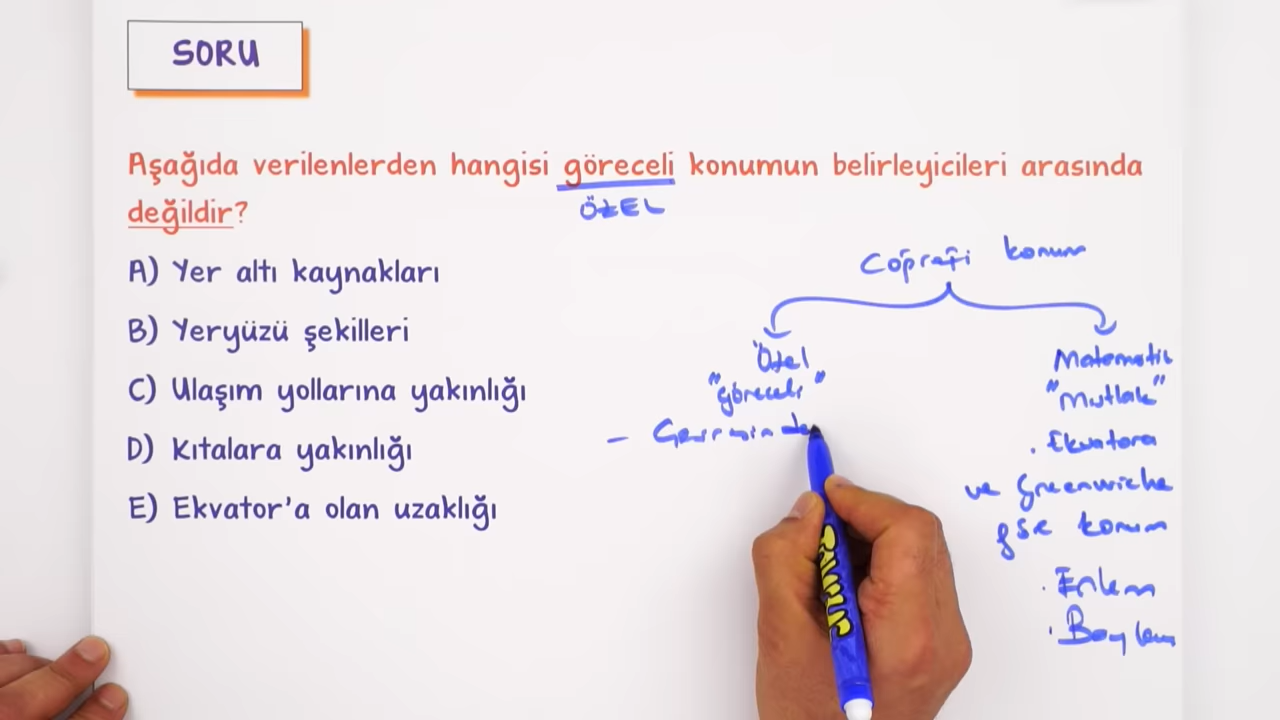 SORU
Aşağıda verilenlerden hangisi göreceli konumun belirleyicileri arasında
değildir?
ÖZEL
A) Yer altı kaynakları
B) Yeryüzü şekilleri
C) Ulaşım yollarına yakınlığı
D) Kıtalara yakınlığı
E) Ekvator'a olan uzaklığı
Coğrafi konum
Özel
"göreceli"
-
Matematik
"Mutlak"
. Ekvatora
ve Greenwiche
göre konum
. Enlem
. Boylam